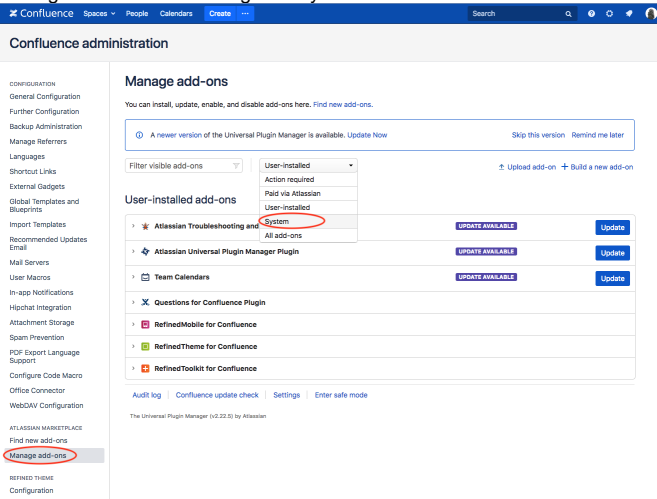 Confluence Spaces People Calendars Create ... Search
Confluence administration
CONFIGURATION
General Configuration
Further Configuration
Backup Administration
Manage Referrers
Languages
Shortcut Links
External Gadgets
Global Templates and
Blueprints
Import Templates
Recommended Updates
Email
Mail Servers
User Macros
In-app Notifications
Hipchat Integration
Attachment Storage
Spam Prevention
PDF Export Language
Support
Configure Code Macro
Office Connector
WebDAV Configuration
ATLASSIAN MARKETPLACE
Find new add-ons
Manage add-ons
REFINED THEME
Configuration
Manage add-ons
You can install, update, enable, and disable add-ons here. Find new add-ons.
A newer version of the Universal Plugin Manager is available. Update Now Skip this version Remind me later
Filter visible add-ons User-installed Upload add-on Build a new add-on
Action required
Paid via Atlassian
User-installed
System
All add-ons
User-installed add-ons
Atlassian Troubleshooting and UPDATE AVAILABLE Update
Atlassian Universal Plugin Manager Plugin UPDATE AVAILABLE Update
Team Calendars UPDATE AVAILABLE Update
Questions for Confluence Plugin
RefinedMobile for Confluence
RefinedTheme for Confluence
RefinedToolkit for Confluence
Audit log Confluence update check Settings Enter safe mode
The Universal Plugin Manager (v2.22.5) by Atlassian